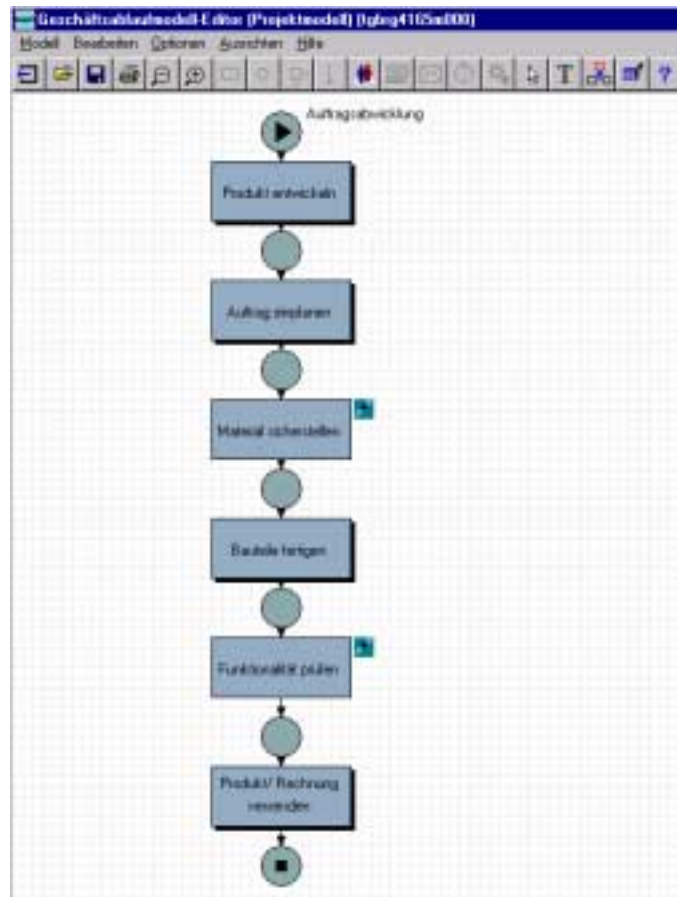 Geschäftsablaufmodell-Editor (Projektmodell) (tgbrg4165m000)
Modell Bearbeiten Optionen Ausrichten Hilfe
Auftragsabwicklung
Produkt entwickeln
Auftrag einplanen
Material sicherstellen
Bauteile fertigen
Funktionalität prüfen
Produkt/ Rechnung
versenden